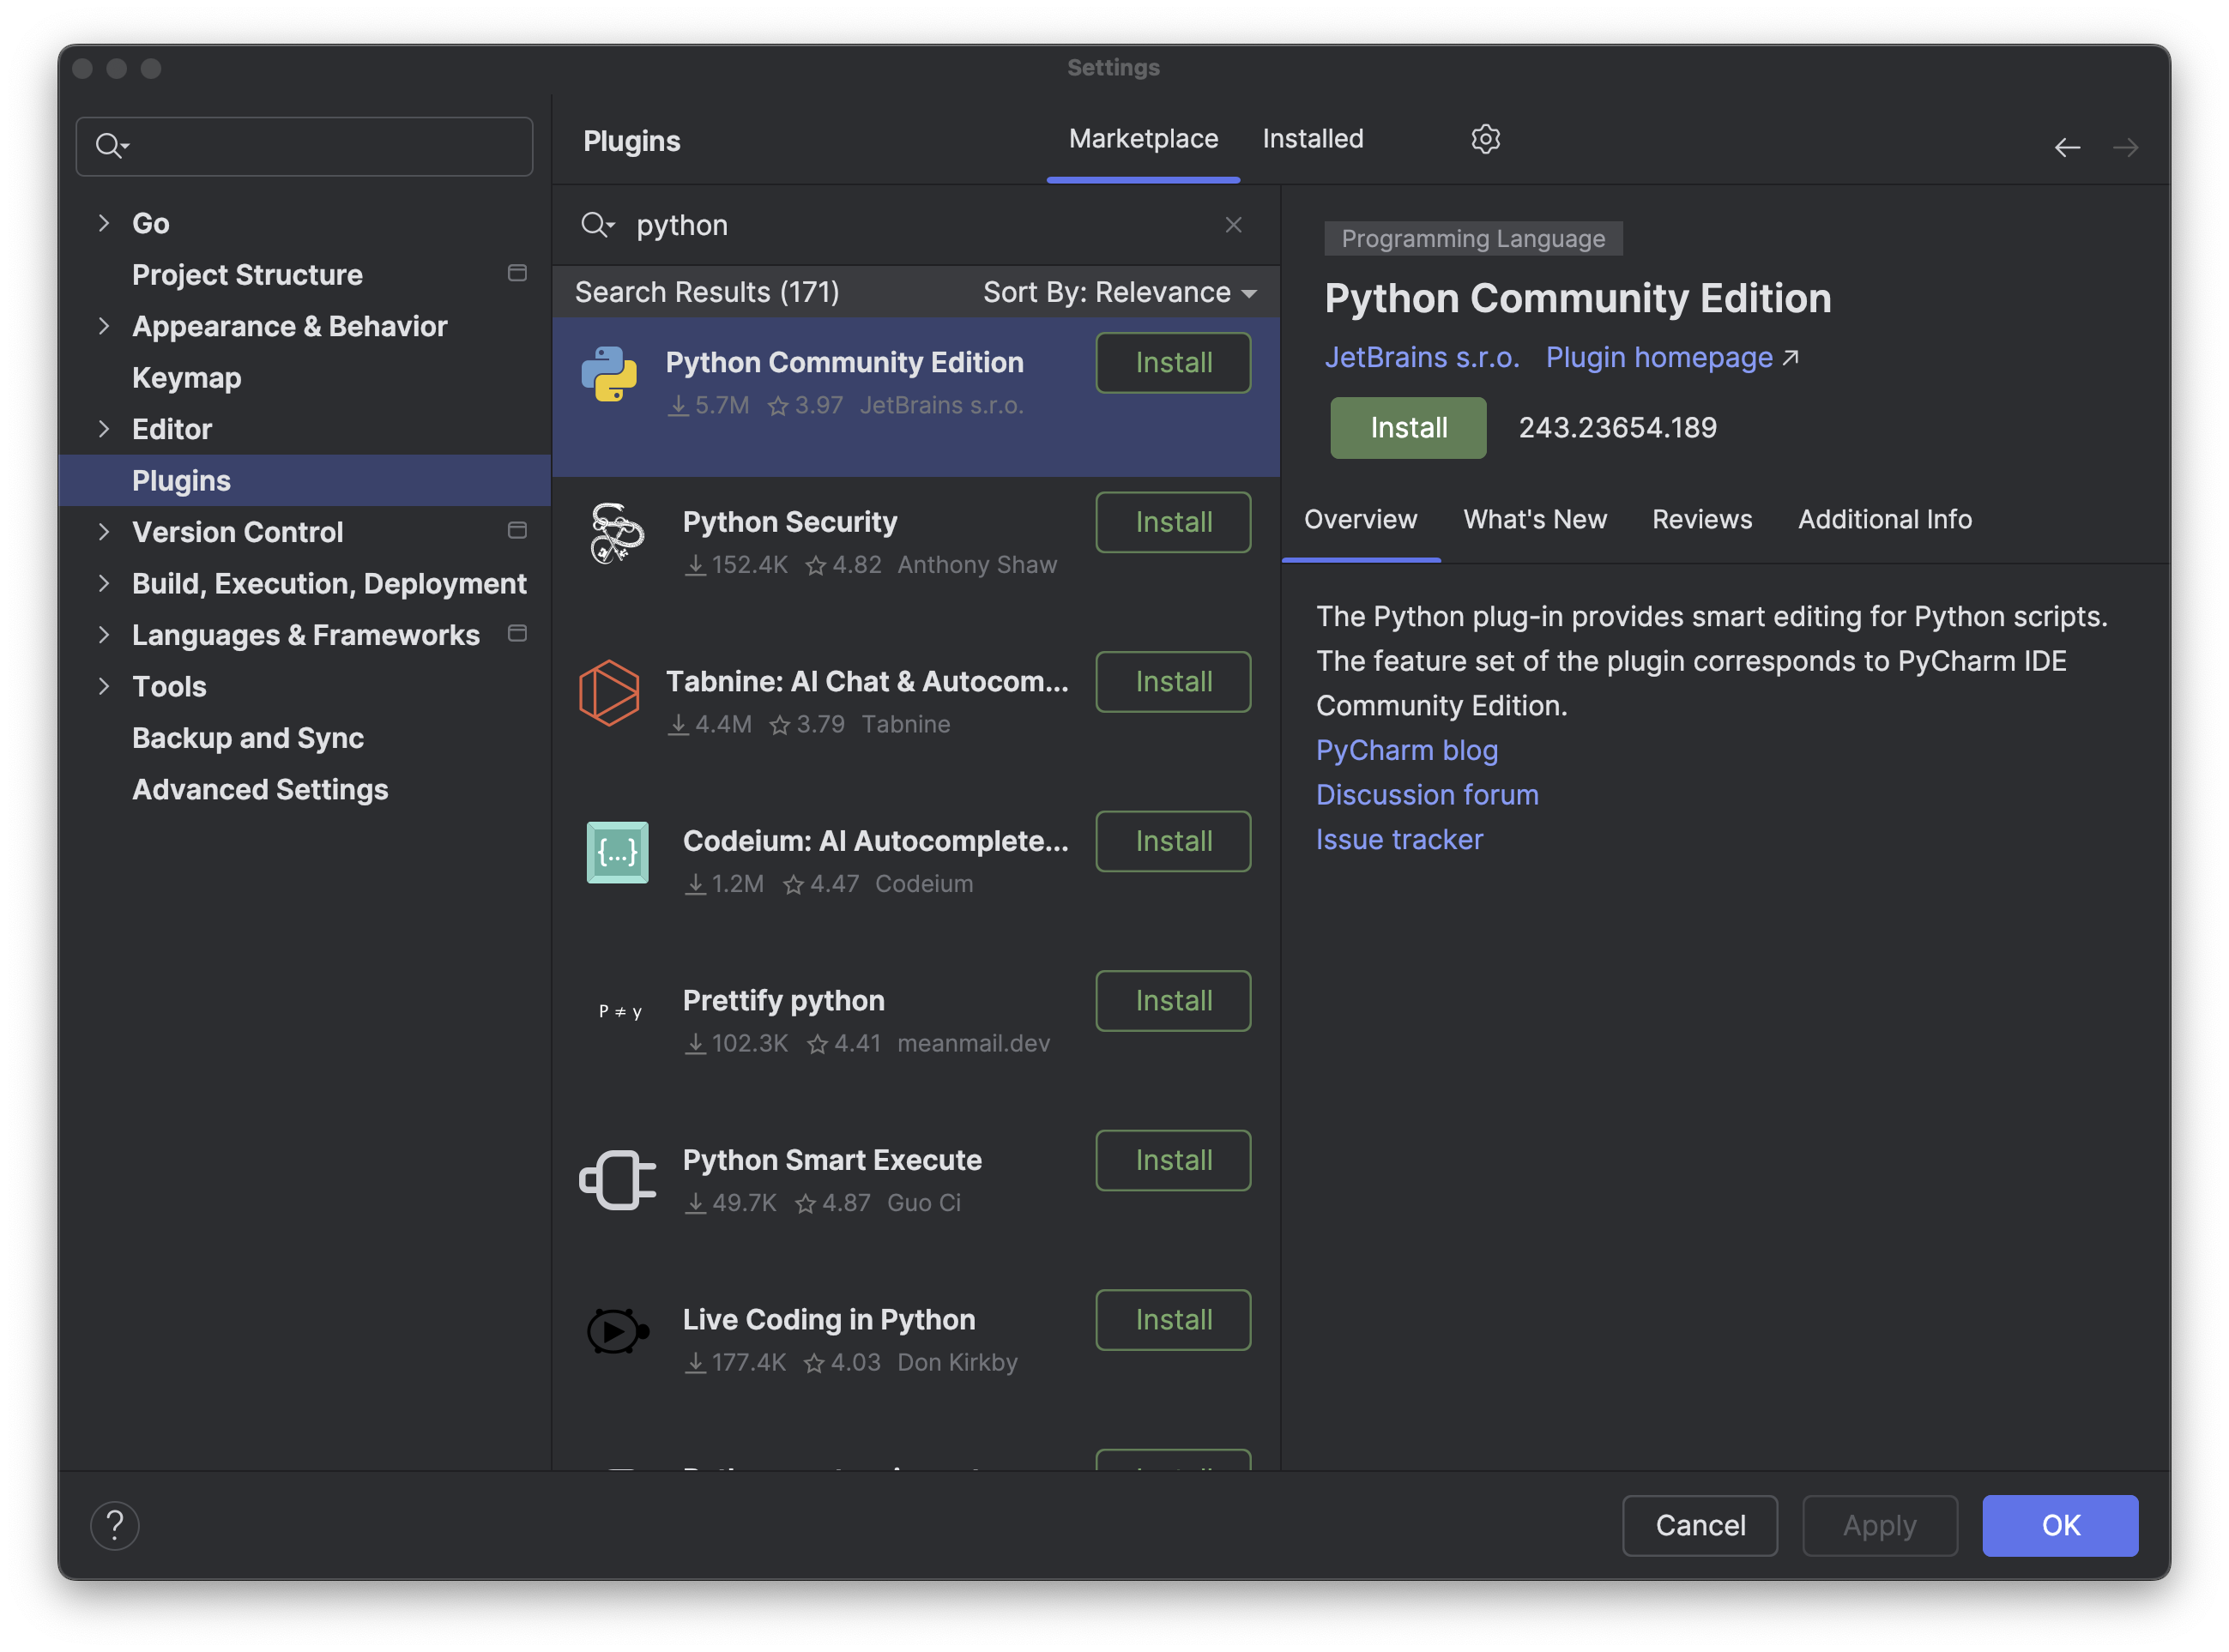 Settings
Go
Project Structure
Appearance & Behavior
Keymap
Editor
Plugins
Version Control
Build, Execution, Deployment
Languages & Frameworks
Tools
Backup and Sync
Advanced Settings
Plugins
Marketplace
Installed
python
Search Results (171)
Sort By: Relevance
Python Community Edition
Install
5.7M 3.97 JetBrains s.r.o.
Python Security
Install
152.4K 4.82 Anthony Shaw
Tabnine: AI Chat & Autocom...
Install
4.4M 3.79 Tabnine
{...}
Codeium: AI Autocomplete...
Install
1.2M 4.47 Codeium
P ≠ y
Prettify python
Install
102.3K 4.41 meanmail.dev
Python Smart Execute
Install
49.7K 4.87 Guo Ci
Live Coding in Python
Install
177.4K 4.03 Don Kirkby
Programming Language
Python Community Edition
JetBrains s.r.o. Plugin homepage ↗
Install 243.23654.189
Overview What's New Reviews Additional Info
The Python plug-in provides smart editing for Python scripts.
The feature set of the plugin corresponds to PyCharm IDE
Community Edition.
PyCharm blog
Discussion forum
Issue tracker
?
Cancel
Apply
OK